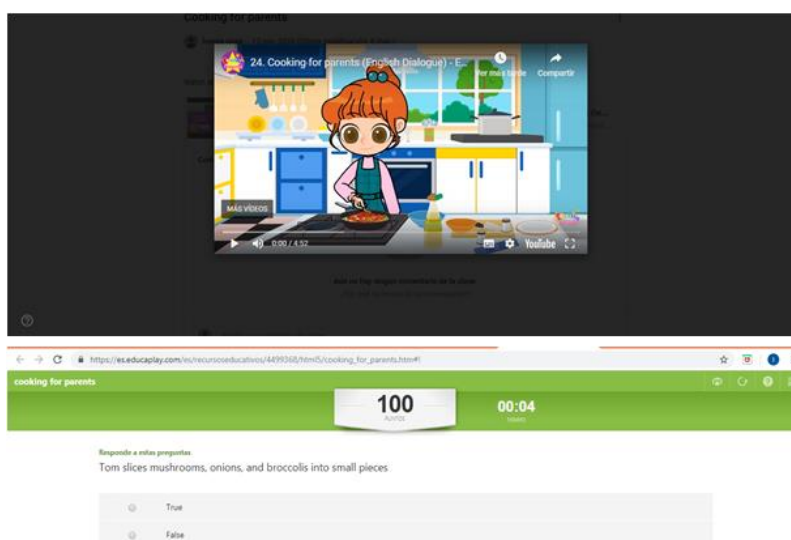 Cooking for parents
24. Cooking for parents (English Dialogue) - E...
Ver más tarde
Compartir
MÁS VÍDEOS
0:00 / 4:52
YouTube
https://es.educaplay.com/es/recursoseducativos/4499368/html5/cooking_for_parents.htm#!
cooking for parents
100
PUNTOS
00:04
Responde a estas preguntas
Tom slices mushrooms, onions, and broccolis into small pieces
True
False